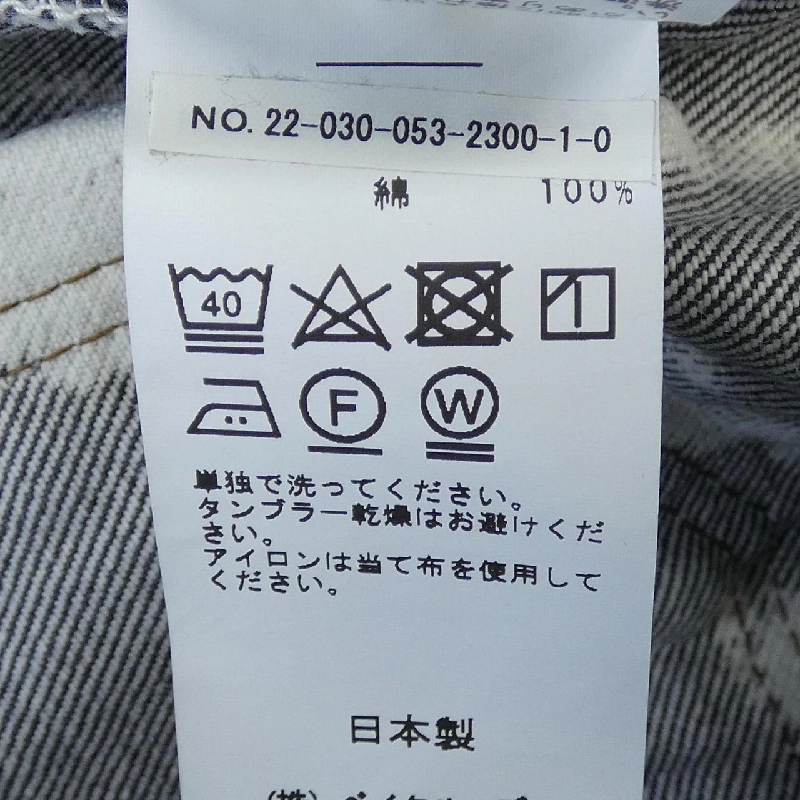 NO. 22-030-053-2300-1-0
綿 100%
40
F W
単独で洗ってください。
タンブラー乾燥はお避けくだ
さい。
アイロンは当て布を使用して
ください。
日本製